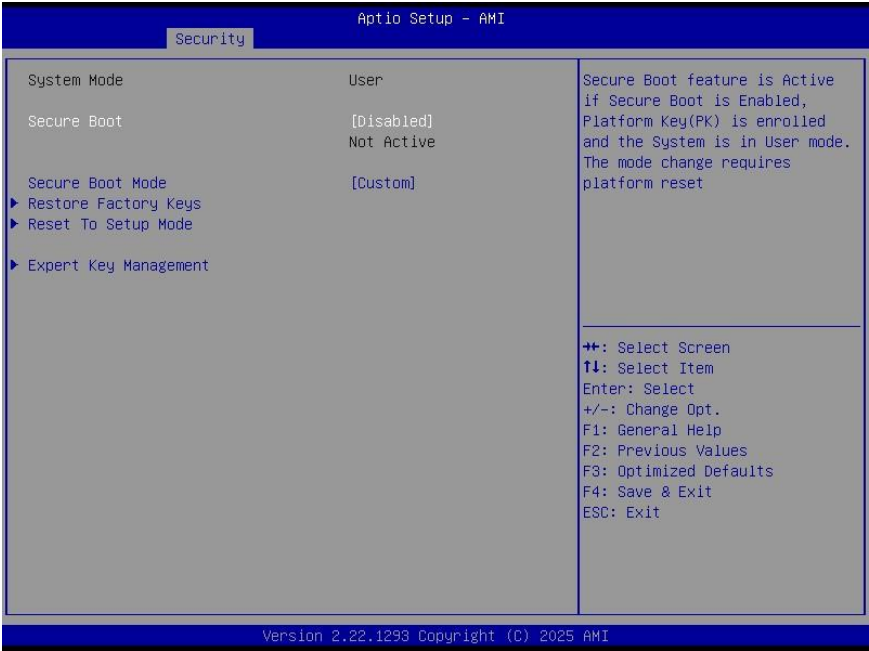 Aptio Setup – AMI
Security
System Mode User
Secure Boot [Disabled]
Not Active
Secure Boot Mode [Custom]
▶ Restore Factory Keys
▶ Reset To Setup Mode
▶ Expert Key Management
Secure Boot feature is Active
if Secure Boot is Enabled,
Platform Key(PK) is enrolled
and the System is in User mode.
The mode change requires
platform reset
→←: Select Screen
↑↓: Select Item
Enter: Select
+/-: Change Opt.
F1: General Help
F2: Previous Values
F3: Optimized Defaults
F4: Save & Exit
ESC: Exit
Version 2.22.1293 Copyright (C) 2025 AMI